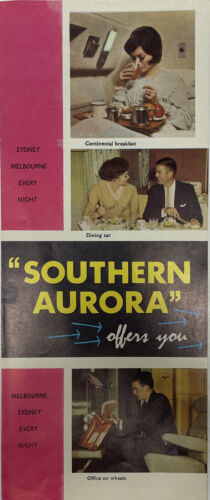 Continental breakfast
SYDNEY
MELBOURNE
EVERY
NIGHT
Dining car
"SOUTHERN
AURORA"
offers you
MELBOURNE
SYDNEY
EVERY
NIGHT
Office on wheels